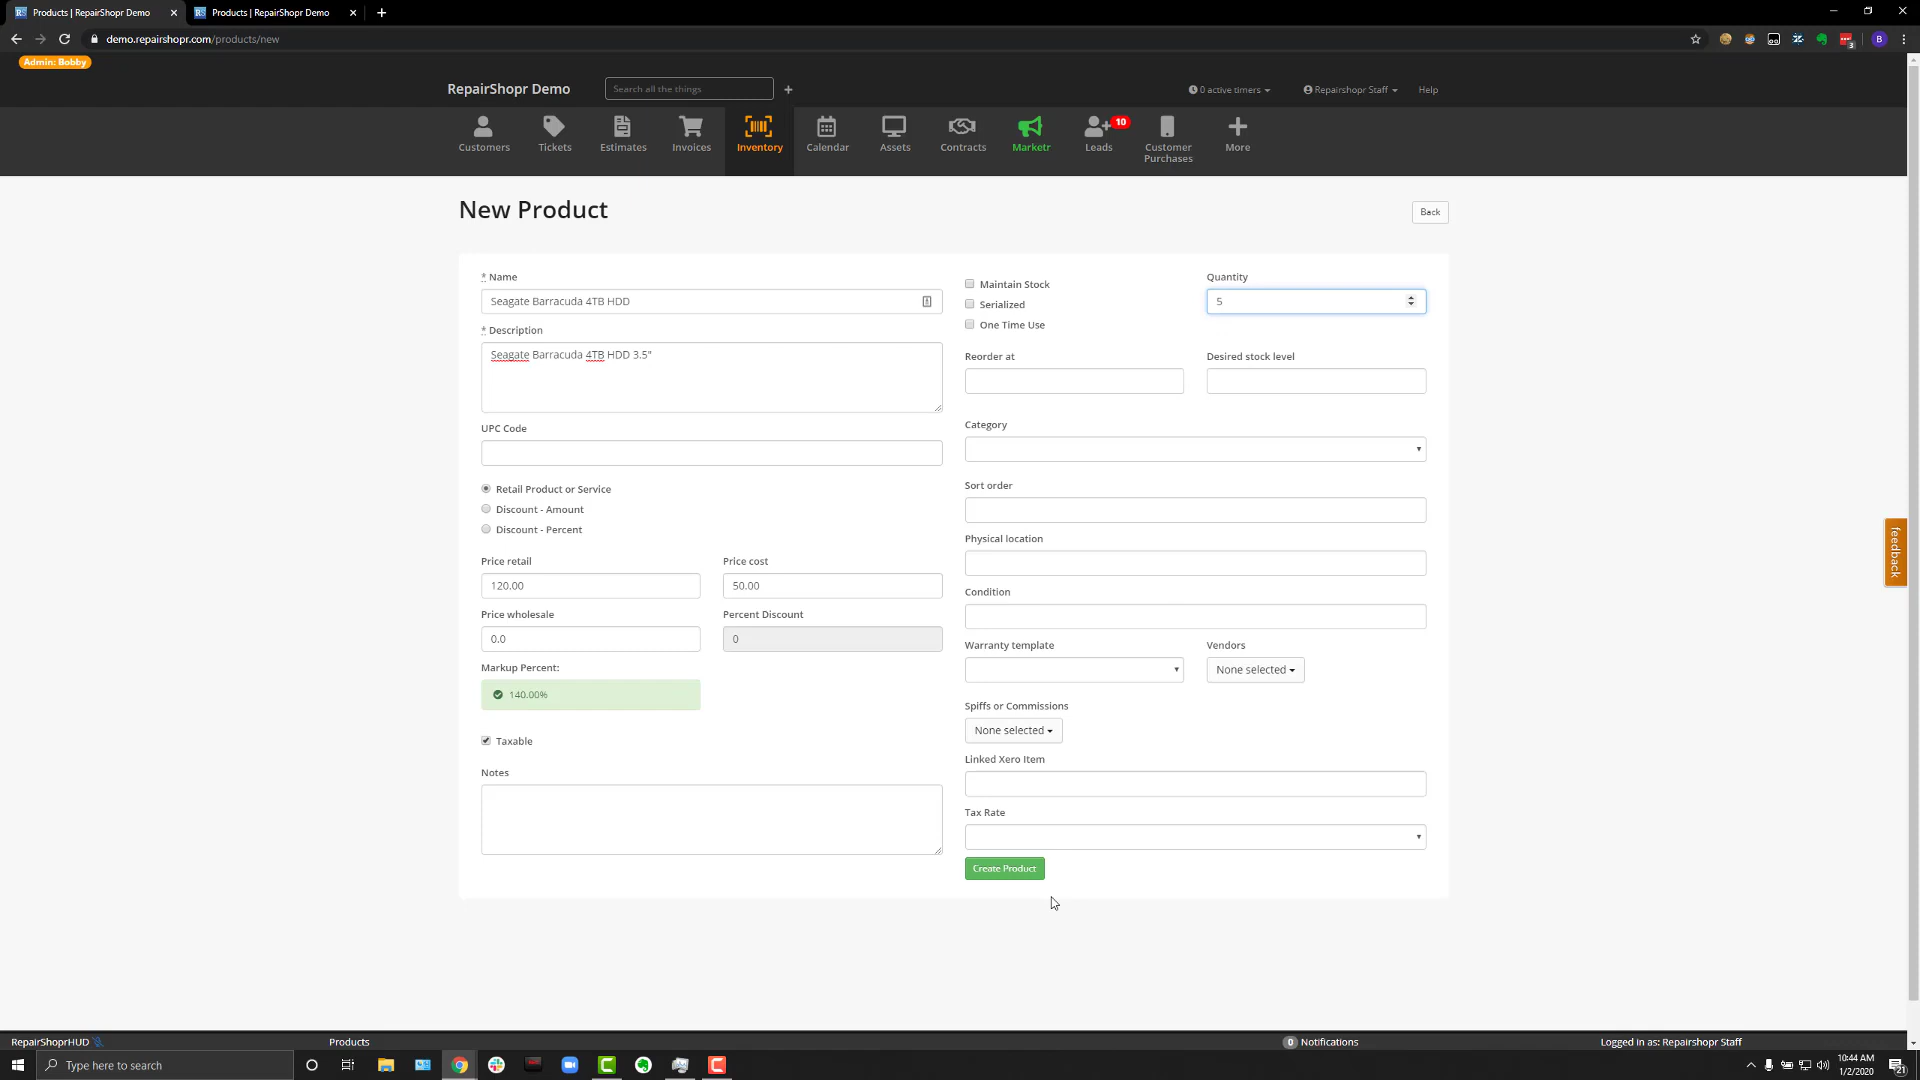 Products | RepairShopr Demo
Products | RepairShopr Demo
demo.repairshopr.com/products/new
3
B
Admin: Bobby
RepairShopr Demo
Search all the things
0 active timers
Repairshopr Staff
Help
Customers
Tickets
Estimates
Invoices
Inventory
Calendar
Assets
Contracts
Marketr
10
Leads
Customer
Purchases
More
New Product
Back
* Name
Seagate Barracuda 4TB HDD
* Description
Seagate Barracuda 4TB HDD 3.5"
UPC Code
Retail Product or Service
Discount - Amount
Discount - Percent
Price retail
120.00
Price cost
50.00
Price wholesale
0.0
Percent Discount
0
Markup Percent:
140.00%
Taxable
Notes
Maintain Stock
Serialized
One Time Use
Quantity
5
Reorder at
Desired stock level
Category
Sort order
Physical location
Condition
Warranty template
Vendors
None selected
Spiffs or Commissions
None selected
Linked Xero Item
Tax Rate
Create Product
feedback
RepairShoprHUD
Products
0 Notifications
Logged in as: Repairshopr Staff
Type here to search
10:44 AM
1/2/2020
21